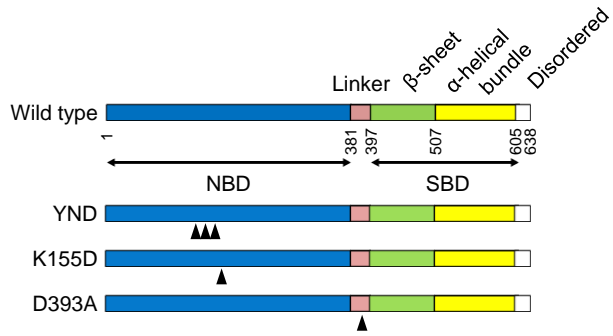 Linker
β-sheet
α-helical
bundle
Disordered
Wild type
1
381
397
507
605
638
NBD
SBD
YND
K155D
D393A